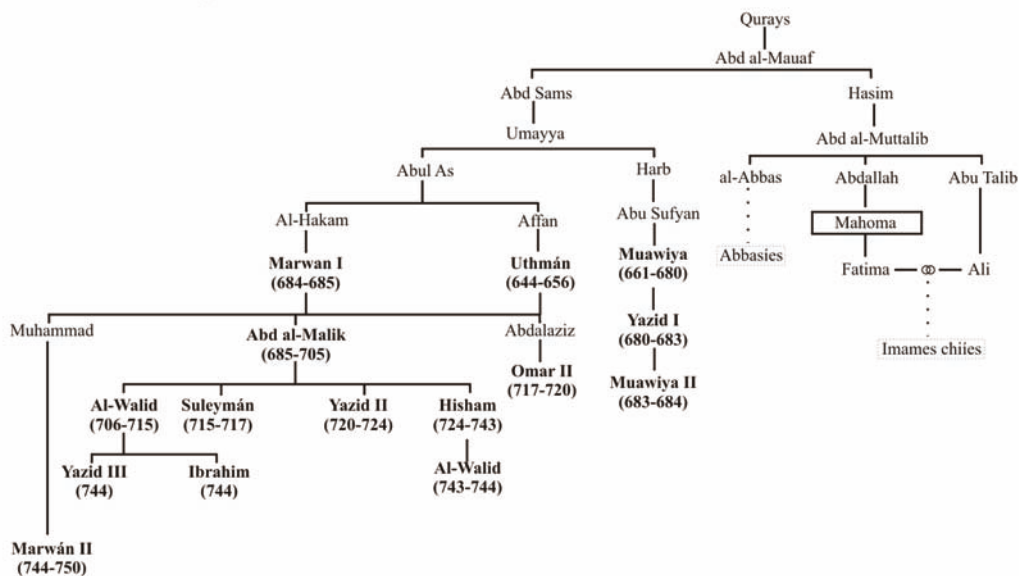 Qurays
Abd al-Mauaf
Abd Sams
Hasim
Umayya
Abd al-Muttalib
Abul As
Harb
al-Abbas
Abdallah
Abu Talib
Al-Hakam
Affan
Abu Sufyan
Mahoma
Marwan I
(684-685)
Uthmán
(644-656)
Muawiya
(661-680)
Abbasies
Fatima
Ali
Muhammad
Abd al-Malik
(685-705)
Abdalaziz
Yazid I
(680-683)
Imames chiies
Omar II
(717-720)
Muawiya II
(683-684)
Al-Walid
(706-715)
Suleymán
(715-717)
Yazid II
(720-724)
Hisham
(724-743)
Yazid III
(744)
Ibrahim
(744)
Al-Walid
(743-744)
Marwán II
(744-750)